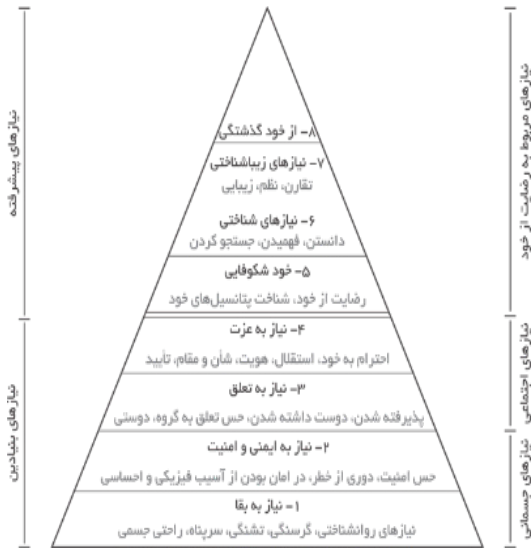 ۸- از خود گذشتگی
۷- نیازهای زیباشناختی
تقارن، نظم، زیبایی
۶- نیازهای شناختی
دانستن، فهمیدن، جستجو گردن
۵- خود شکوفایی
رضایت از خود، شناخت پتانسیل‌های خود
۴- نیاز به عزت
احترام به خود، استقلال، هویت، شأن و مقام، تأیید
۳- نیاز به تعلق
پذیرفته شدن، دوست داشته شدن، حس تعلق به گروه، دوستی
۲- نیاز به ایمنی و امنیت
حس امنیت، دوری از خطر، در امان بودن از آسیب فیزیکی و احساسی
۱- نیاز به بقا
نیازهای روانشناختی، گرسنگی، تشنگی، سرپناه، راحتی جسمی
نیازهای مربوط به رضایت از خود
نیازهای اجتماعی
نیازهای جسمانی
نیازهای پیشرفته
نیازهای بنیادین